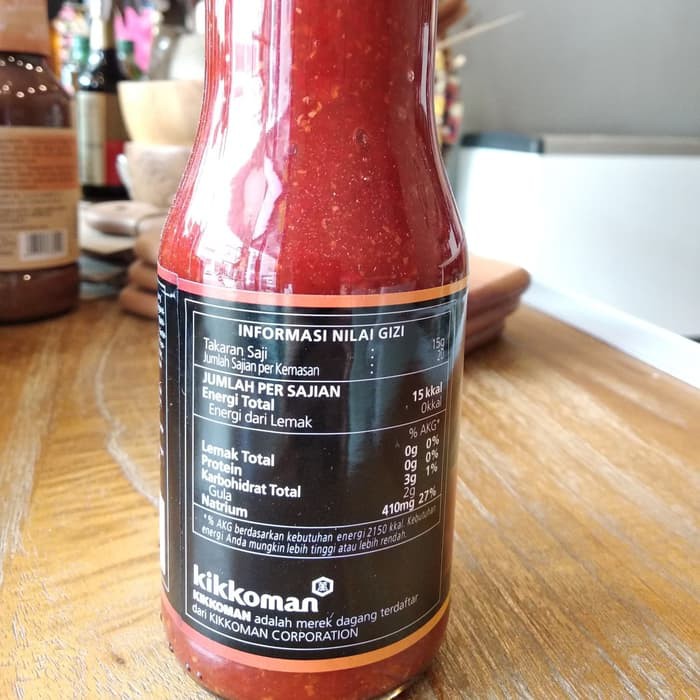 INFORMASI NILAI GIZI
Takaran Saji : 15g
Jumlah Sajian per Kemasan : 20
JUMLAH PER SAJIAN
Energi Total 15 kkal
Energi dari Lemak 0kkal
% AKG*
Lemak Total 0g 0%
Protein 0g 0%
Karbohidrat Total 3g 1%
Gula 2g
Natrium 410mg 27%
*% AKG berdasarkan kebutuhan energi 2150 kkal. Kebutuhan
energi Anda mungkin lebih tinggi atau lebih rendah.
kikkoman
KIKKOMAN adalah merek dagang terdaftar
dari KIKKOMAN CORPORATION